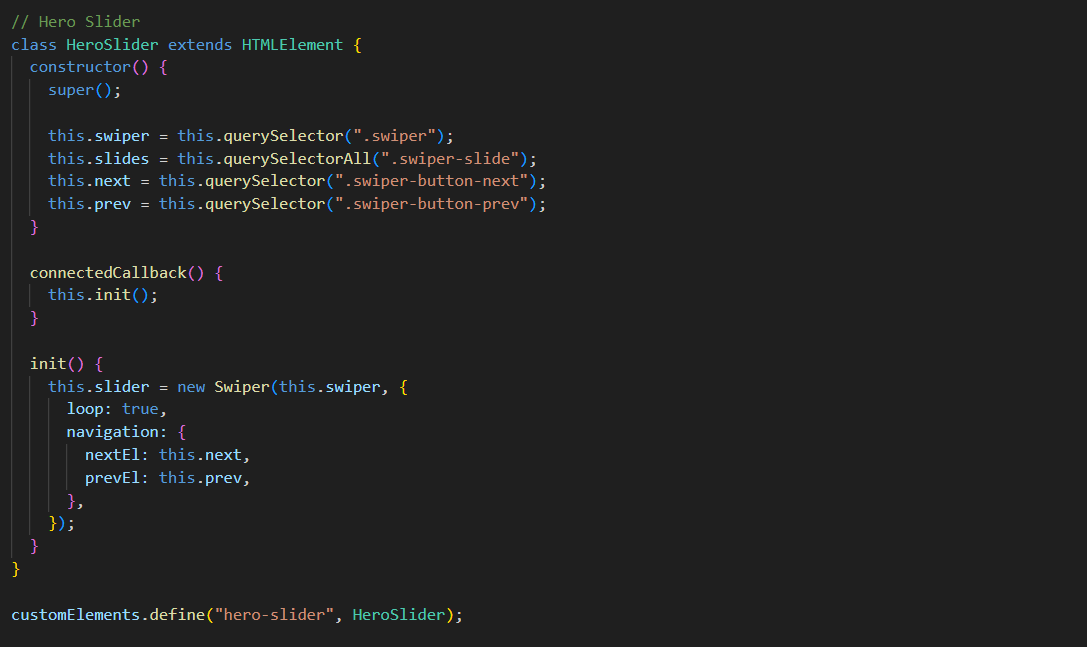 // Hero Slider
class HeroSlider extends HTMLElement {
  constructor() {
    super();

    this.swiper = this.querySelector(".swiper");
    this.slides = this.querySelectorAll(".swiper-slide");
    this.next = this.querySelector(".swiper-button-next");
    this.prev = this.querySelector(".swiper-button-prev");
  }

  connectedCallback() {
    this.init();
  }

  init() {
    this.slider = new Swiper(this.swiper, {
      loop: true,
      navigation: {
        nextEl: this.next,
        prevEl: this.prev,
      },
    });
  }
}

customElements.define("hero-slider", HeroSlider);